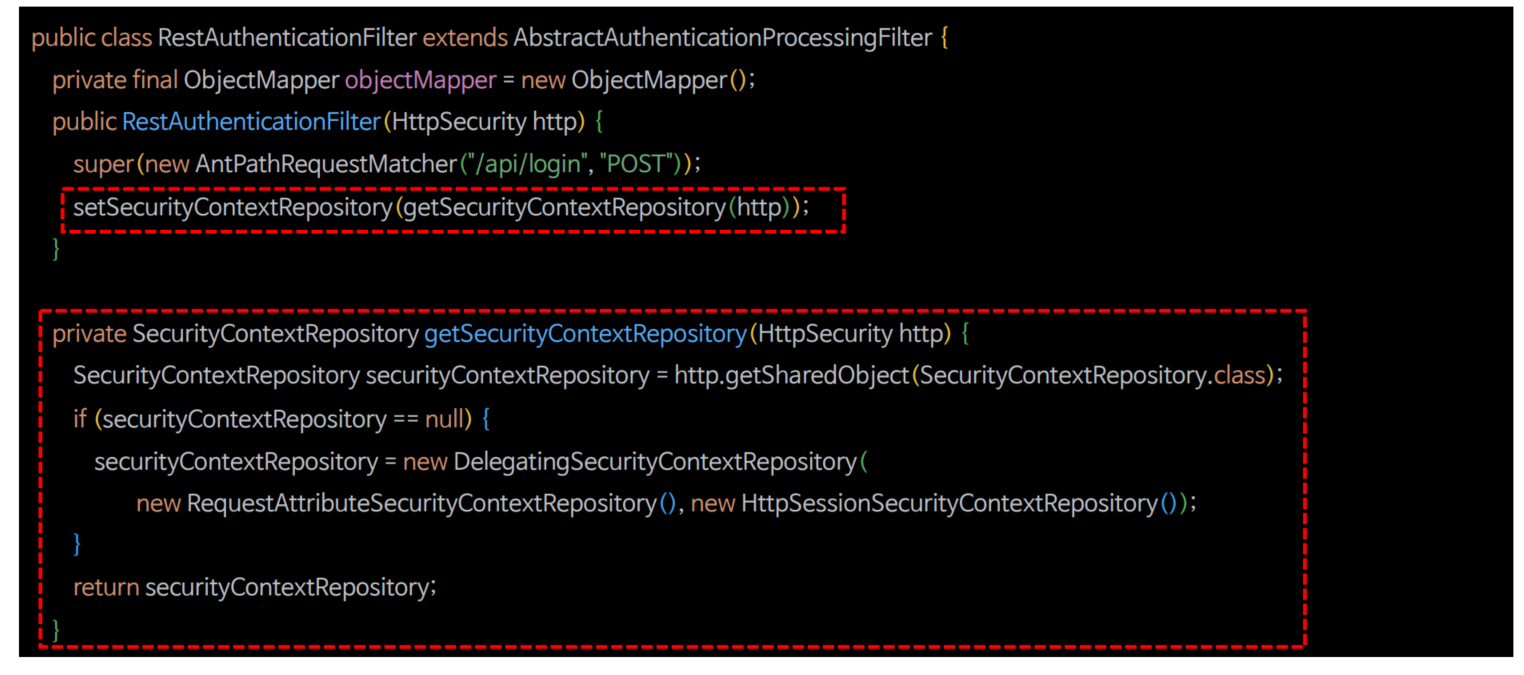 public class RestAuthenticationFilter extends AbstractAuthenticationProcessingFilter {
private final ObjectMapper objectMapper = new ObjectMapper();
public RestAuthenticationFilter(HttpSecurity http) {
super(new AntPathRequestMatcher("/api/login", "POST"));
setSecurityContextRepository(getSecurityContextRepository(http));
}
private SecurityContextRepository getSecurityContextRepository(HttpSecurity http) {
SecurityContextRepository securityContextRepository = http.getSharedObject(SecurityContextRepository.class);
if (securityContextRepository == null) {
securityContextRepository = new DelegatingSecurityContextRepository(
new RequestAttributeSecurityContextRepository(), new HttpSessionSecurityContextRepository());
}
return securityContextRepository;
}